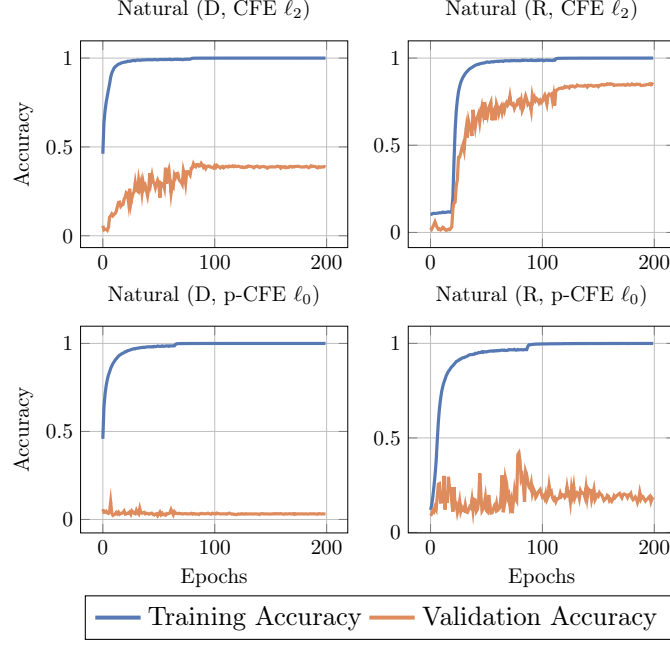 Natural (D, CFE ℓ₂)
Natural (R, CFE ℓ₂)
Accuracy
1
0.5
0
0 100 200
1
0.5
0
0 100 200
Natural (D, p-CFE ℓ₀)
Natural (R, p-CFE ℓ₀)
Accuracy
1
0.5
0
0 100 200
Epochs
1
0.5
0
0 100 200
Epochs
Training Accuracy Validation Accuracy